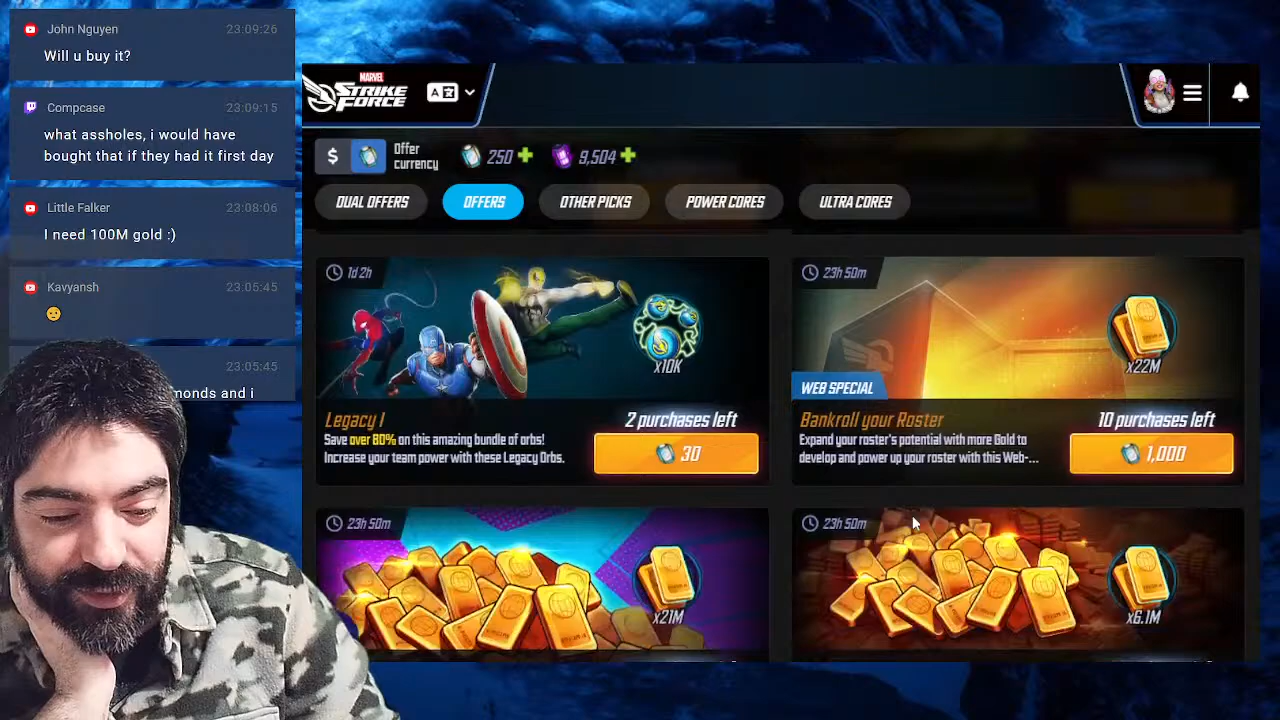 John Nguyen 23:09:26
Will u buy it?
Compcase 23:09:15
what assholes, i would have
bought that if they had it first day
Little Falker 23:08:06
I need 100M gold :)
Kavyansh 23:05:45
23:05:45
monds and i
MARVEL
STRIKE
FORCE
A
$
Offer
currency
250
9,504
DUAL OFFERS
OFFERS
OTHER PICKS
POWER CORES
ULTRA CORES
1d 2h
x10K
Legacy I
2 purchases left
Save over 80% on this amazing bundle of orbs!
Increase your team power with these Legacy Orbs.
30
23h 50m
x22M
WEB SPECIAL
Bankroll your Roster
10 purchases left
Expand your roster's potential with more Gold to
develop and power up your roster with this Web-...
1,000
23h 50m
x21M
23h 50m
x6.1M